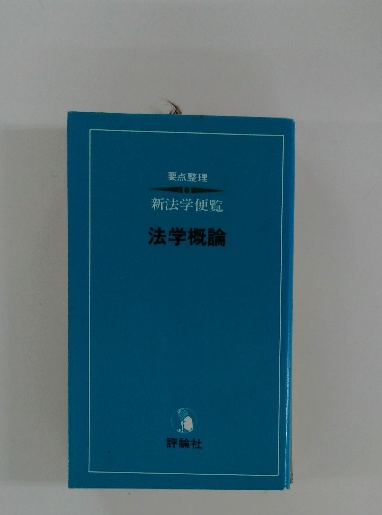 要点整理
新法学便覧
法学概論
評論社